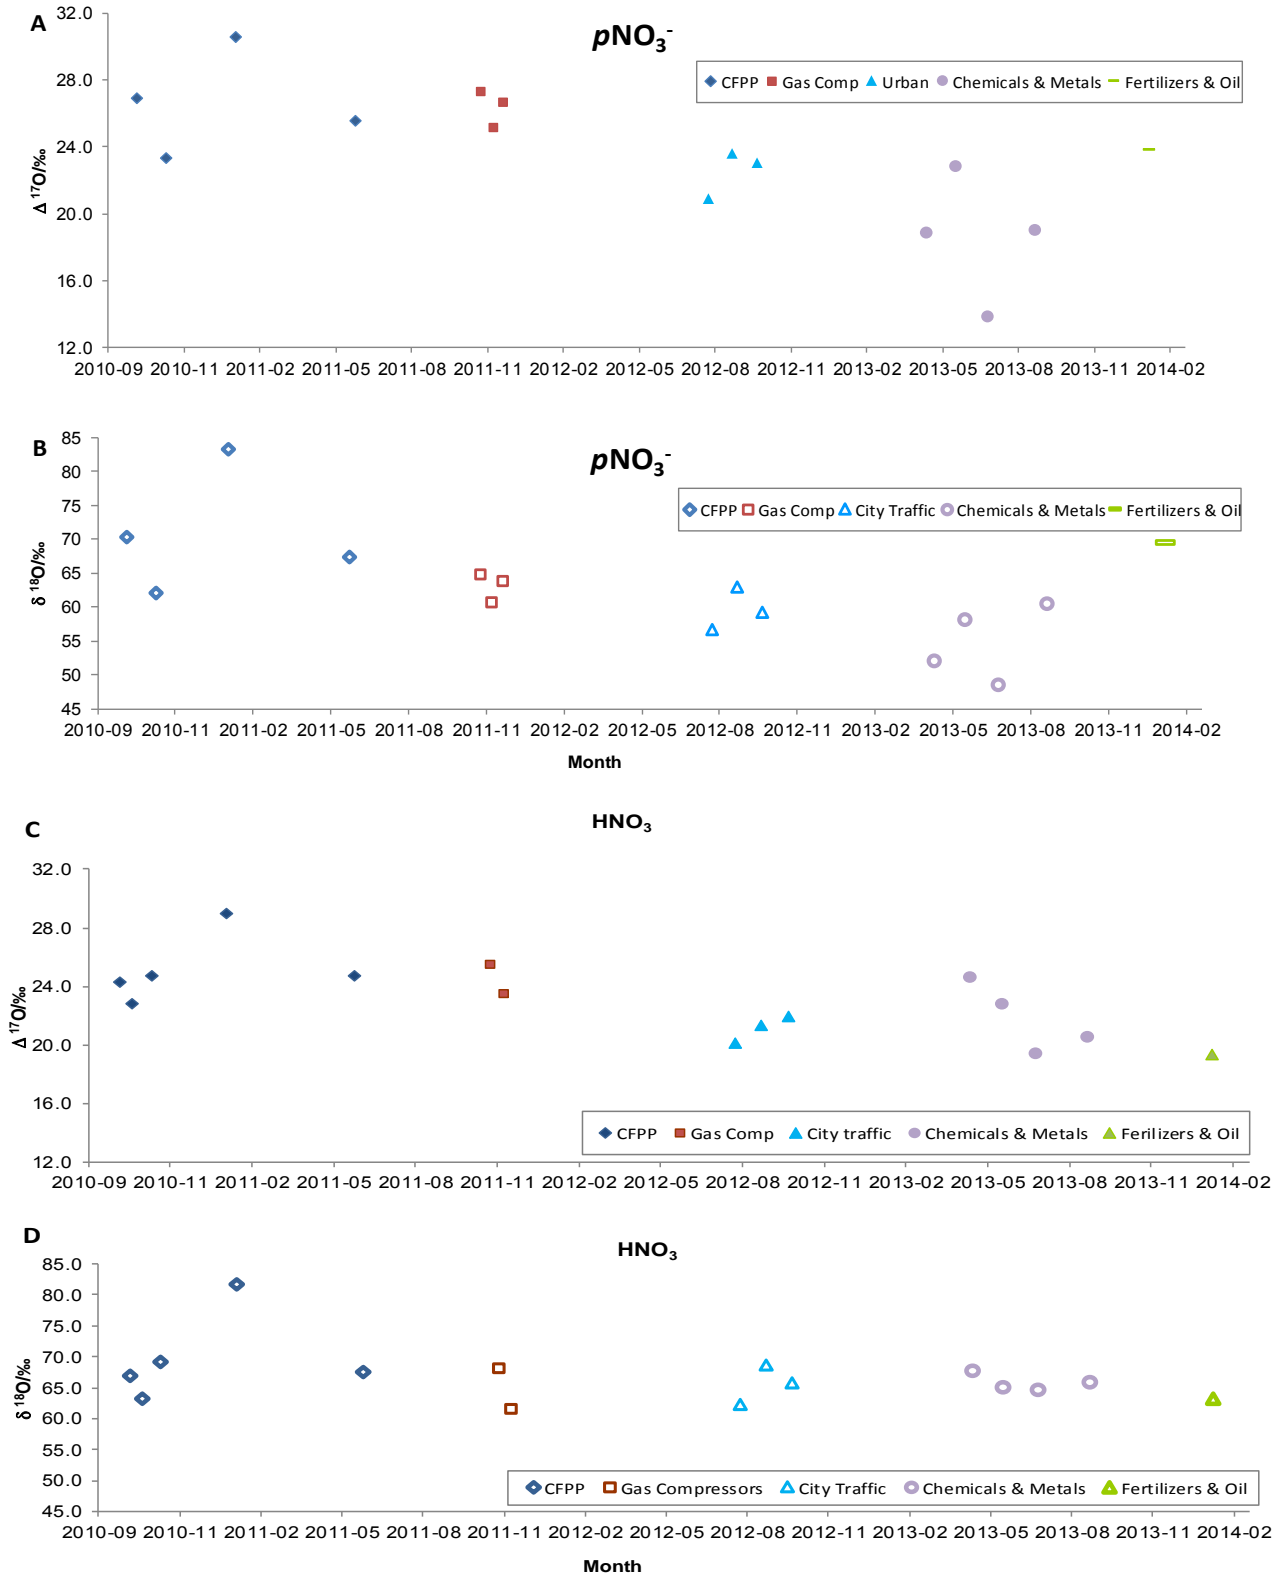 A
pNO₃⁻
32.0
28.0
24.0
20.0
16.0
12.0
Δ ¹⁷O/‰
CFPP Gas Comp Urban Chemicals & Metals Fertilizers & Oil
2010-09 2010-11 2011-02 2011-05 2011-08 2011-11 2012-02 2012-05 2012-08 2012-11 2013-02 2013-05 2013-08 2013-11 2014-02
B
pNO₃⁻
85
80
75
70
65
60
55
50
45
δ ¹⁸O/‰
CFPP Gas Comp City Traffic Chemicals & Metals Fertilizers & Oil
2010-09 2010-11 2011-02 2011-05 2011-08 2011-11 2012-02 2012-05 2012-08 2012-11 2013-02 2013-05 2013-08 2013-11 2014-02
Month
C
HNO₃
32.0
28.0
24.0
20.0
16.0
12.0
Δ ¹⁷O/‰
CFPP Gas Comp City traffic Chemicals & Metals Ferilizers & Oil
2010-09 2010-11 2011-02 2011-05 2011-08 2011-11 2012-02 2012-05 2012-08 2012-11 2013-02 2013-05 2013-08 2013-11 2014-02
D
HNO₃
85.0
80.0
75.0
70.0
65.0
60.0
55.0
50.0
45.0
δ ¹⁸O/‰
CFPP Gas Compressors City Traffic Chemicals & Metals Fertilizers & Oil
2010-09 2010-11 2011-02 2011-05 2011-08 2011-11 2012-02 2012-05 2012-08 2012-11 2013-02 2013-05 2013-08 2013-11 2014-02
Month